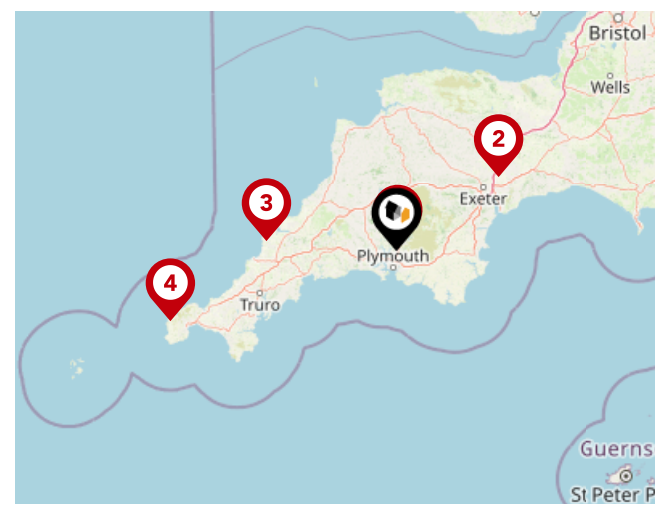 Bristol
Wells
2
Exeter
3
Plymouth
4
Truro
Guerns
St Peter P